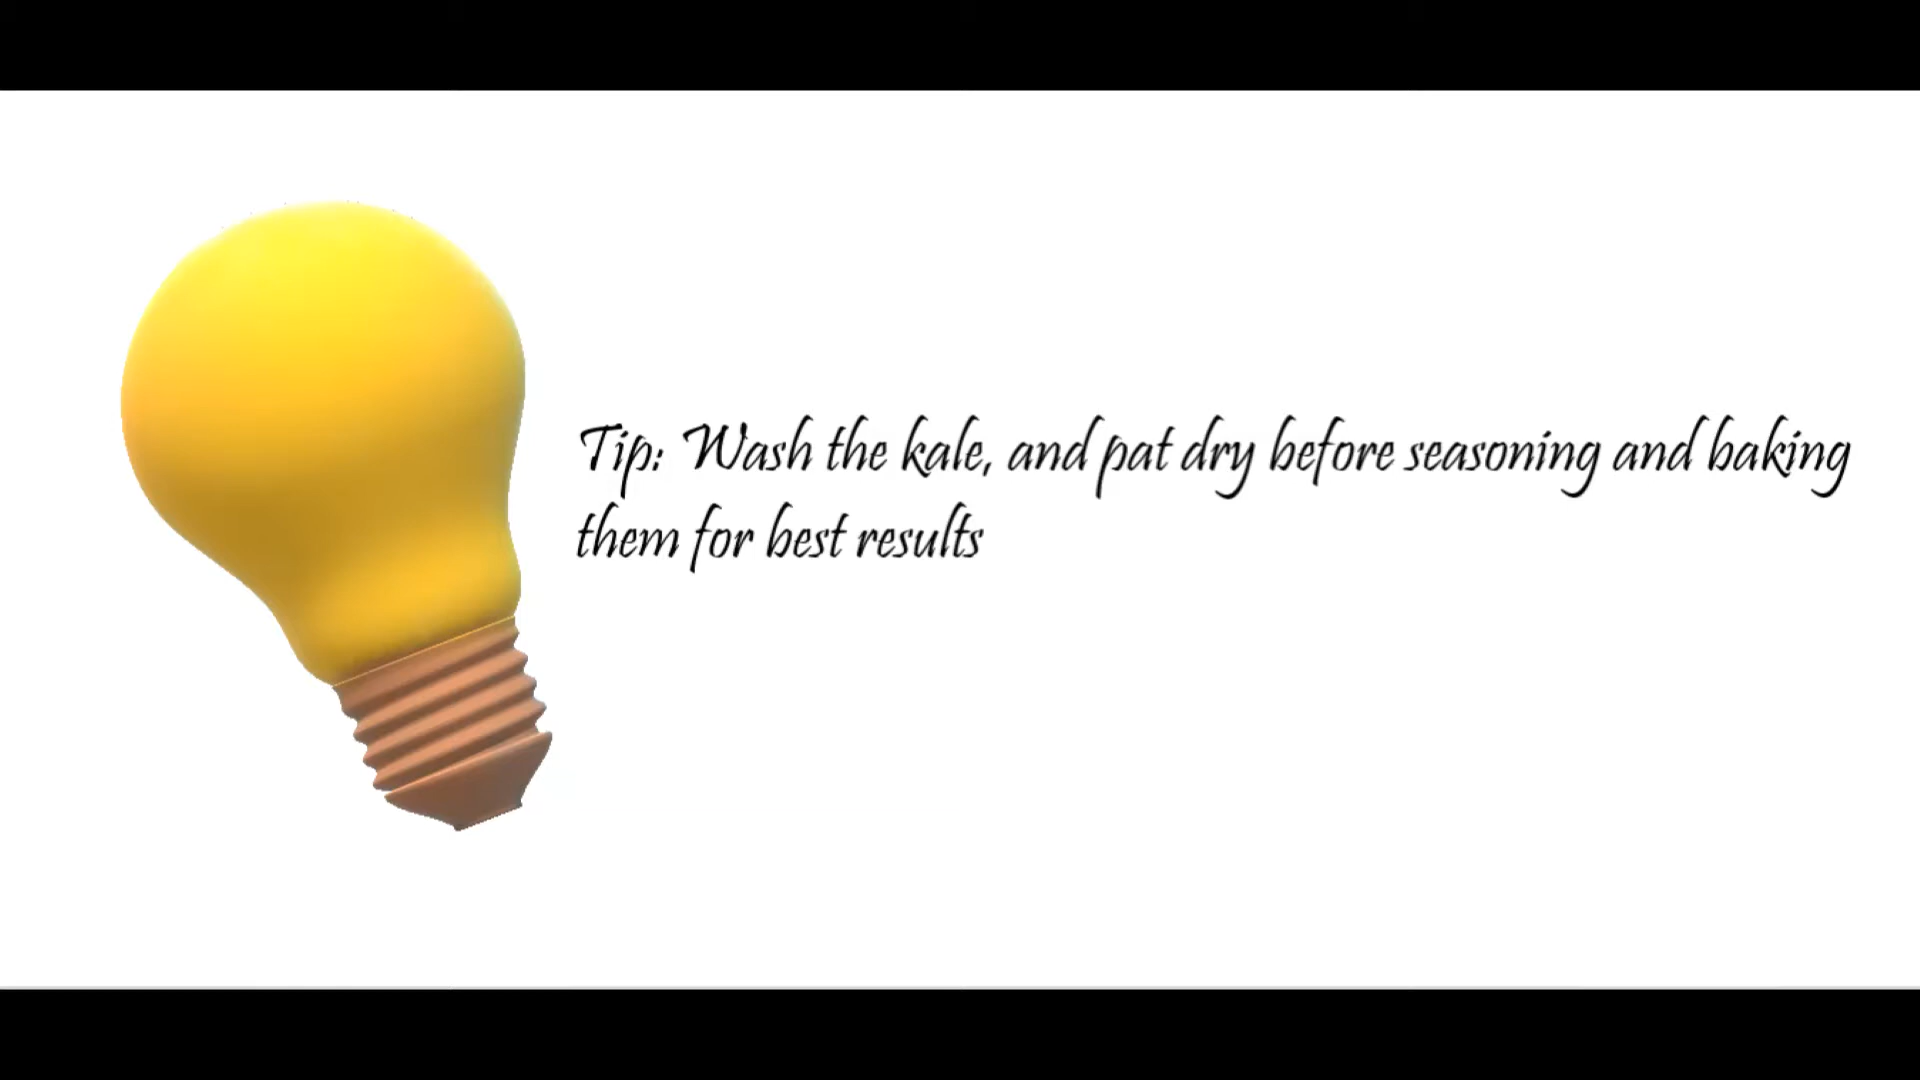 Tip: Wash the kale, and pat dry before seasoning and baking
them for best results